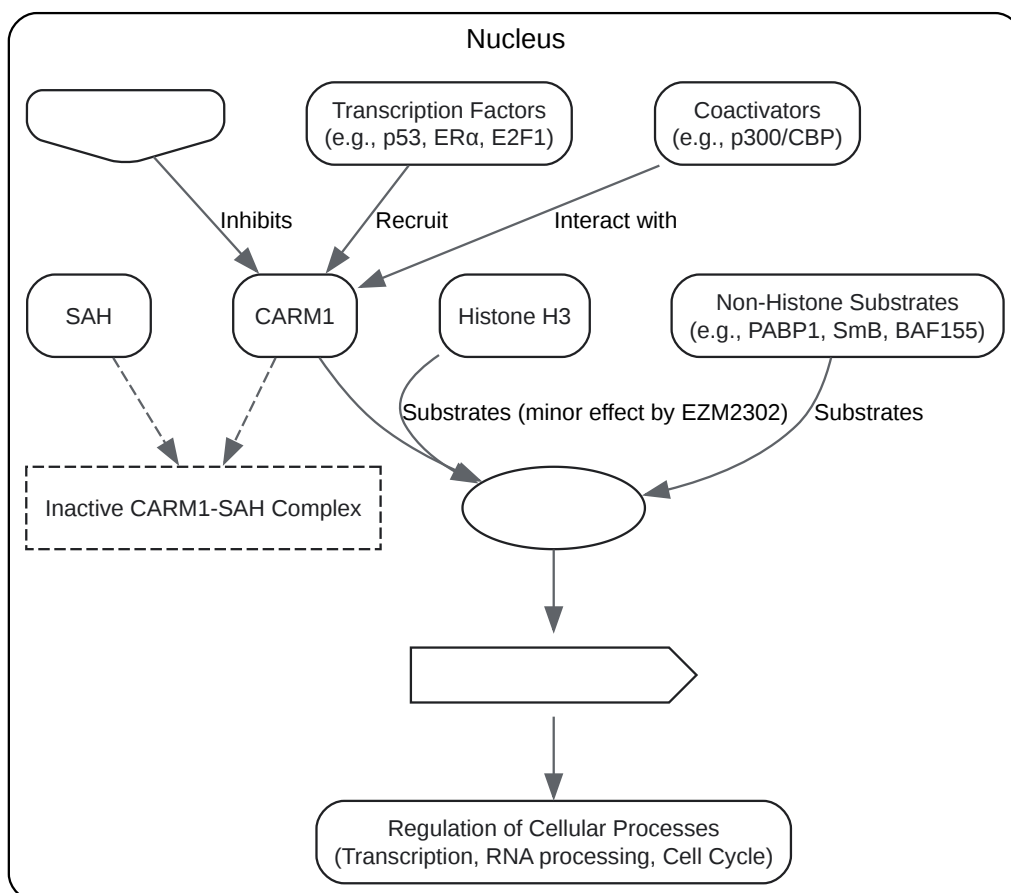 Nucleus
Transcription Factors
(e.g., p53, ERα, E2F1)
Coactivators
(e.g., p300/CBP)
Inhibits
Recruit
Interact with
SAH
CARM1
Histone H3
Non-Histone Substrates
(e.g., PABP1, SmB, BAF155)
Substrates (minor effect by EZM2302)
Substrates
Inactive CARM1-SAH Complex
Regulation of Cellular Processes
(Transcription, RNA processing, Cell Cycle)